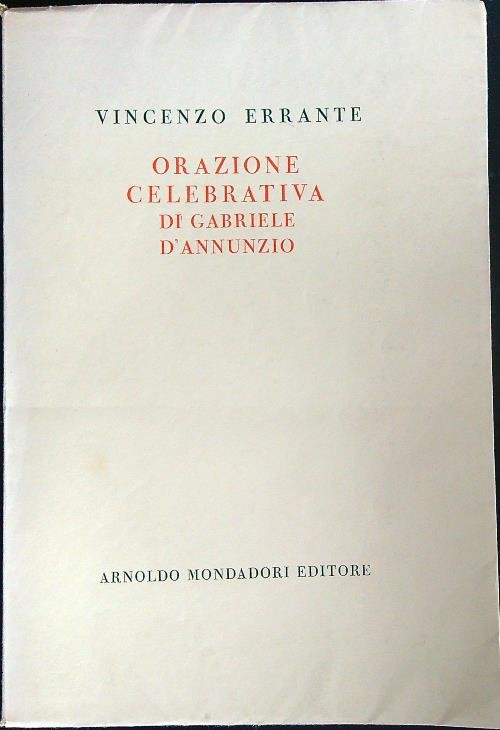 VINCENZO ERRANTE
ORAZIONE
CELEBRATIVA
DI GABRIELE
D'ANNUNZIO
ARNOLDO MONDADORI EDITORE